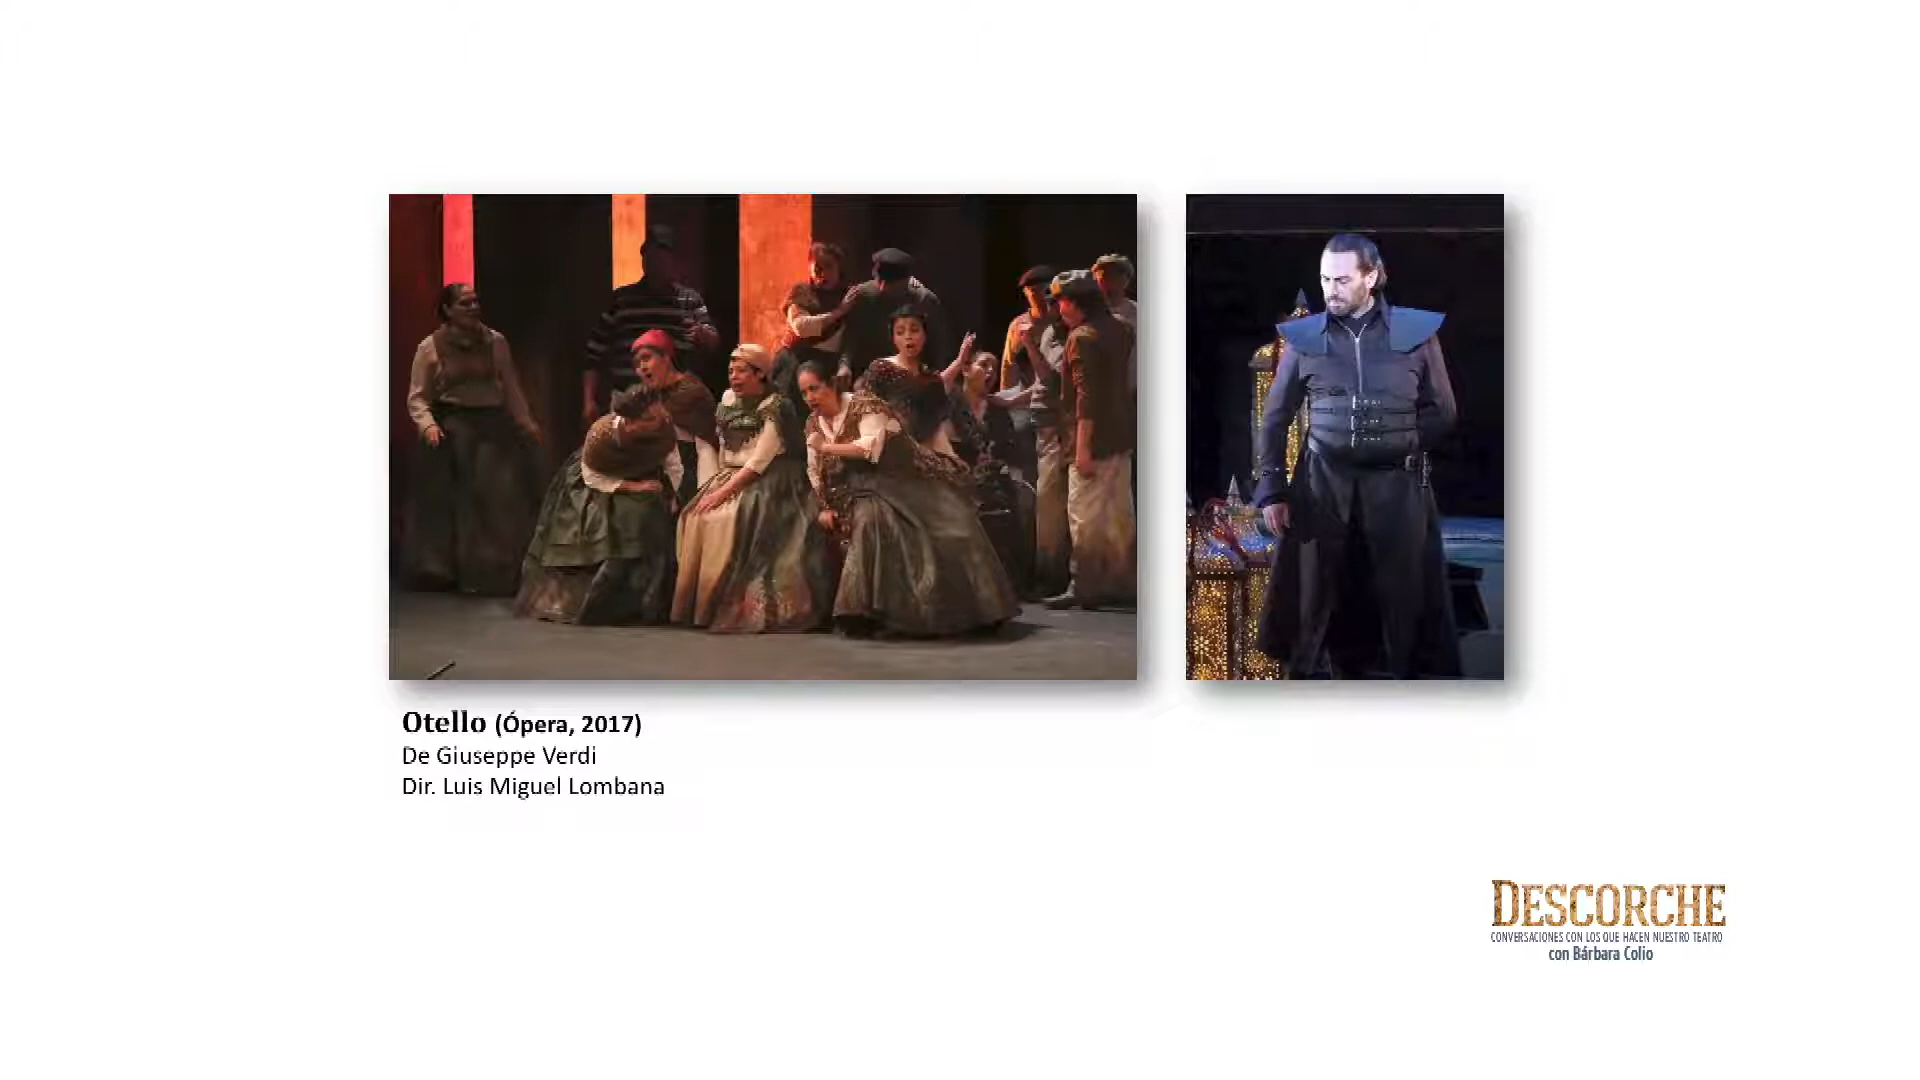 Otello (Ópera, 2017)
De Giuseppe Verdi
Dir. Luis Miguel Lombana
DESCORCHE
CONVERSACIONES CON LOS QUE HACEN NUESTRO TEATRO
con Bárbara Colio